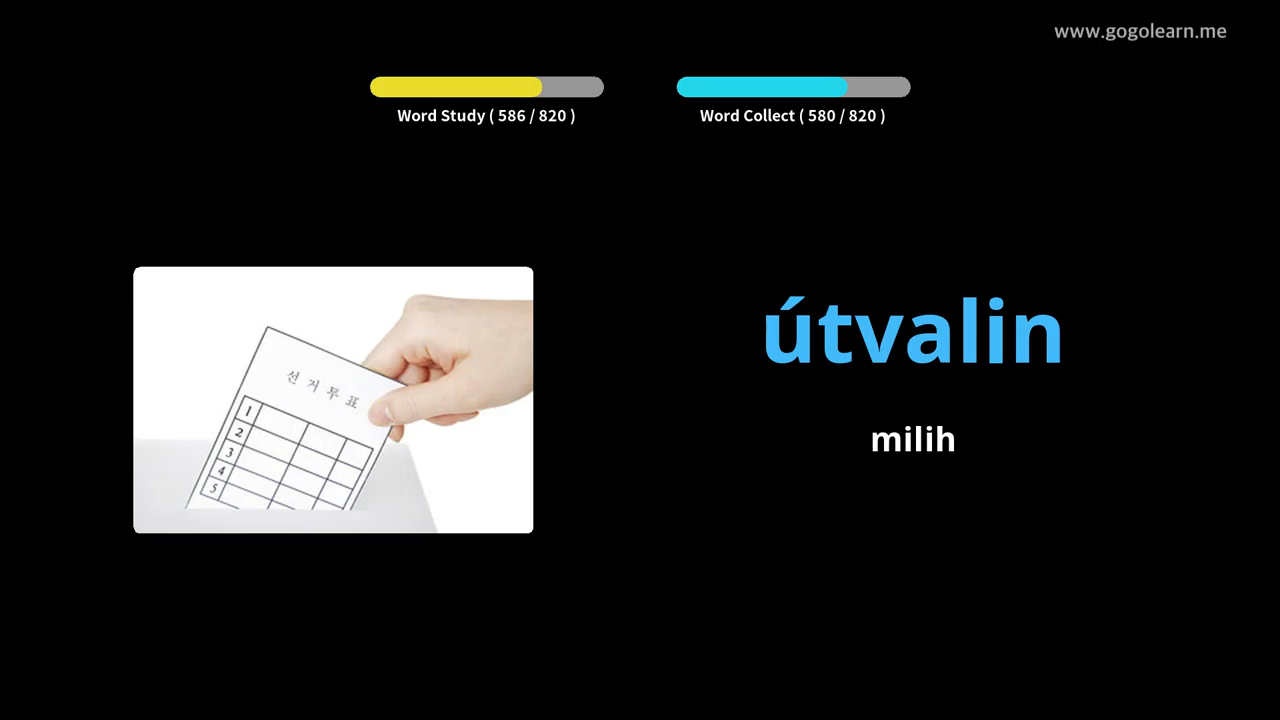 www.gogolearn.me
Word Study ( 586 / 820 )
Word Collect ( 580 / 820 )
선거투표
1
2
3
4
5
útvalin
milih